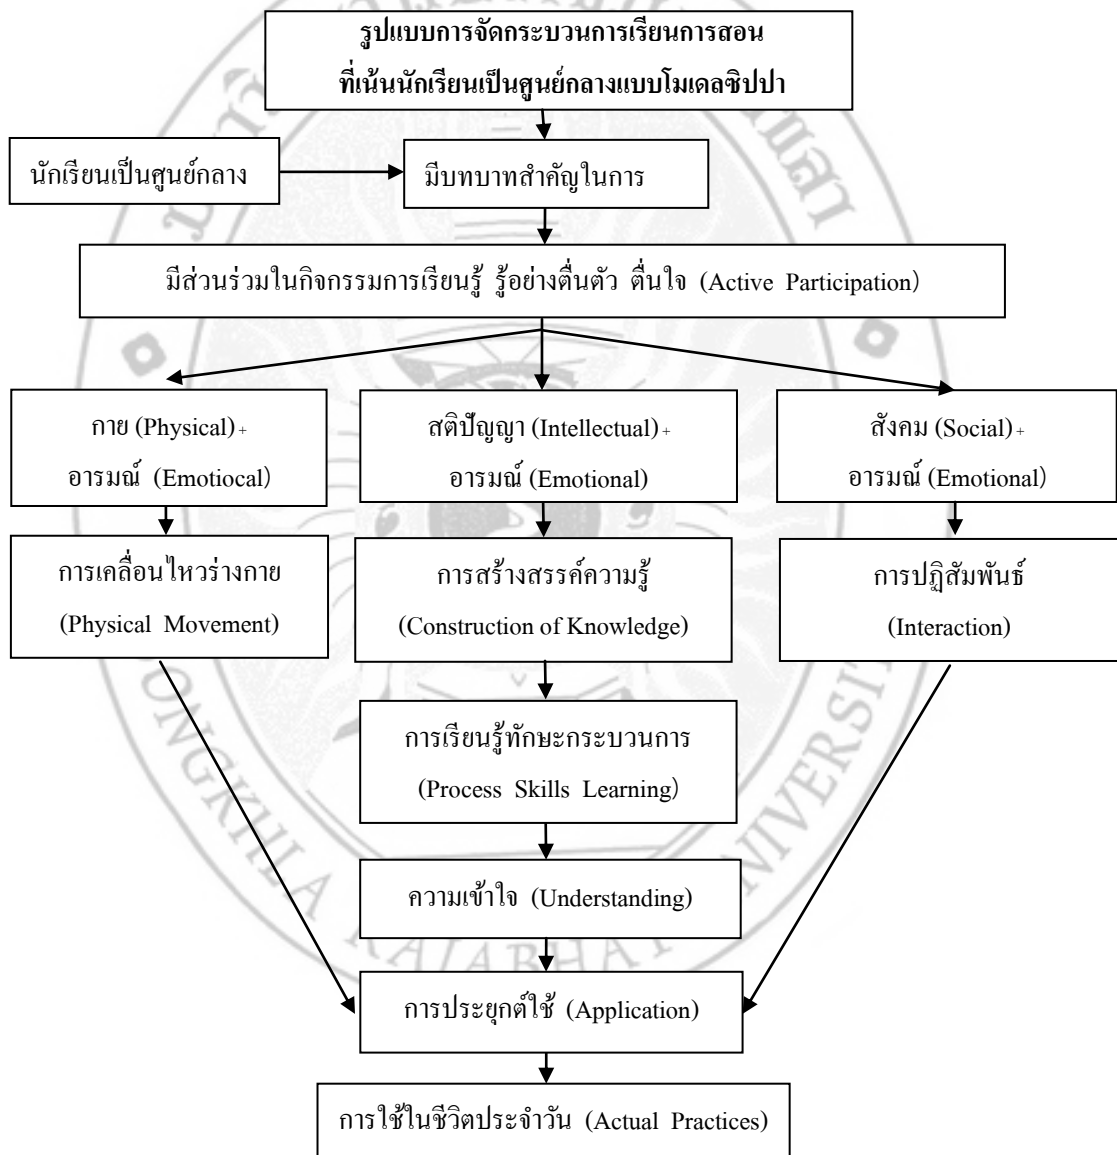 รูปแบบการจัดกระบวนการเรียนการสอน
ที่เน้นนักเรียนเป็นศูนย์กลางแบบโมเดลซิปปา
นักเรียนเป็นศูนย์กลาง
มีบทบาทสำคัญในการ
มีส่วนร่วมในกิจกรรมการเรียนรู้ รู้อย่างตื่นตัว ตื่นใจ (Active Participation)
กาย (Physical) +
อารมณ์ (Emotiocal)
สติปัญญา (Intellectual) +
อารมณ์ (Emotional)
สังคม (Social) +
อารมณ์ (Emotional)
การเคลื่อนไหวร่างกาย
(Physical Movement)
การสร้างสรรค์ความรู้
(Construction of Knowledge)
การปฏิสัมพันธ์
(Interaction)
การเรียนรู้ทักษะกระบวนการ
(Process Skills Learning)
ความเข้าใจ (Understanding)
การประยุกต์ใช้ (Application)
การใช้ในชีวิตประจำวัน (Actual Practices)